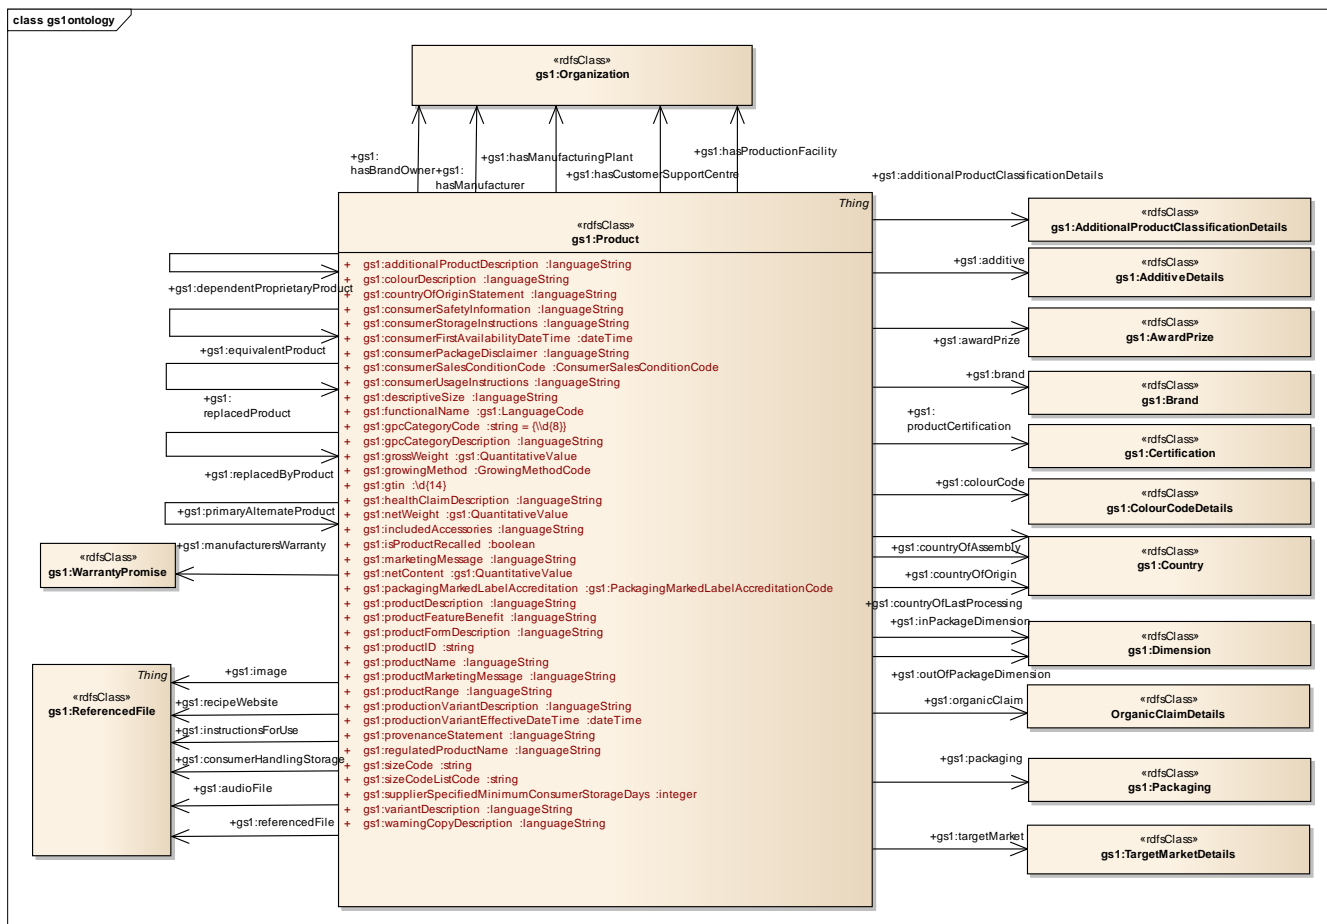 class gs1ontology
«rdfsClass»
gs1:Organization
+gs1:
hasBrandOwner
+gs1:
hasManufacturer
+gs1:hasManufacturingPlant
+gs1:hasCustomerSupportCentre
+gs1:hasProductionFacility
+gs1:additionalProductClassificationDetails
Thing
«rdfsClass»
gs1:Product
+ gs1:additionalProductDescription :languageString
+ gs1:colourDescription :languageString
+ gs1:countryOfOriginStatement :languageString
+ gs1:consumerSafetyInformation :languageString
+ gs1:consumerStorageInstructions :languageString
+ gs1:consumerFirstAvailabilityDateTime :dateTime
+ gs1:consumerPackageDisclaimer :languageString
+ gs1:consumerSalesConditionCode :ConsumerSalesConditionCode
+ gs1:consumerUsageInstructions :languageString
+ gs1:descriptiveSize :languageString
+ gs1:functionalName :gs1:LanguageCode
+ gs1:gpcCategoryCode :string = {\\d{8}}
+ gs1:gpcCategoryDescription :languageString
+ gs1:grossWeight :gs1:QuantitativeValue
+ gs1:growingMethod :GrowingMethodCode
+ gs1:gtin :\d{14}
+ gs1:healthClaimDescription :languageString
+ gs1:netWeight :gs1:QuantitativeValue
+ gs1:includedAccessories :languageString
+ gs1:isProductRecalled :boolean
+ gs1:marketingMessage :languageString
+ gs1:netContent :gs1:QuantitativeValue
+ gs1:packagingMarkedLabelAccreditation :gs1:PackagingMarkedLabelAccreditationCode
+ gs1:productDescription :languageString
+ gs1:productFeatureBenefit :languageString
+ gs1:productFormDescription :languageString
+ gs1:productID :string
+ gs1:productName :languageString
+ gs1:productMarketingMessage :languageString
+ gs1:productRange :languageString
+ gs1:productionVariantDescription :languageString
+ gs1:productionVariantEffectiveDateTime :dateTime
+ gs1:provenanceStatement :languageString
+ gs1:regulatedProductName :languageString
+ gs1:sizeCode :string
+ gs1:sizeCodeListCode :string
+ gs1:supplierSpecifiedMinimumConsumerStorageDays :integer
+ gs1:variantDescription :languageString
+ gs1:warningCopyDescription :languageString
+gs1:dependentProprietaryProduct
+gs1:equivalentProduct
+gs1:
replacedProduct
+gs1:replacedByProduct
+gs1:primaryAlternateProduct
+gs1:manufacturersWarranty
«rdfsClass»
gs1:WarrantyPromise
Thing
«rdfsClass»
gs1:ReferencedFile
+gs1:image
+gs1:recipeWebsite
+gs1:instructionsForUse
+gs1:consumerHandlingStorage
+gs1:audioFile
+gs1:referencedFile
«rdfsClass»
gs1:AdditionalProductClassificationDetails
+gs1:additive
«rdfsClass»
gs1:AdditiveDetails
+gs1:awardPrize
«rdfsClass»
gs1:AwardPrize
+gs1:brand
«rdfsClass»
gs1:Brand
+gs1:
productCertification
«rdfsClass»
gs1:Certification
+gs1:colourCode
«rdfsClass»
gs1:ColourCodeDetails
+gs1:countryOfAssembly
+gs1:countryOfOrigin
+gs1:countryOfLastProcessing
«rdfsClass»
gs1:Country
+gs1:inPackageDimension
+gs1:outOfPackageDimension
«rdfsClass»
gs1:Dimension
+gs1:organicClaim
«rdfsClass»
OrganicClaimDetails
+gs1:packaging
«rdfsClass»
gs1:Packaging
+gs1:targetMarket
«rdfsClass»
gs1:TargetMarketDetails